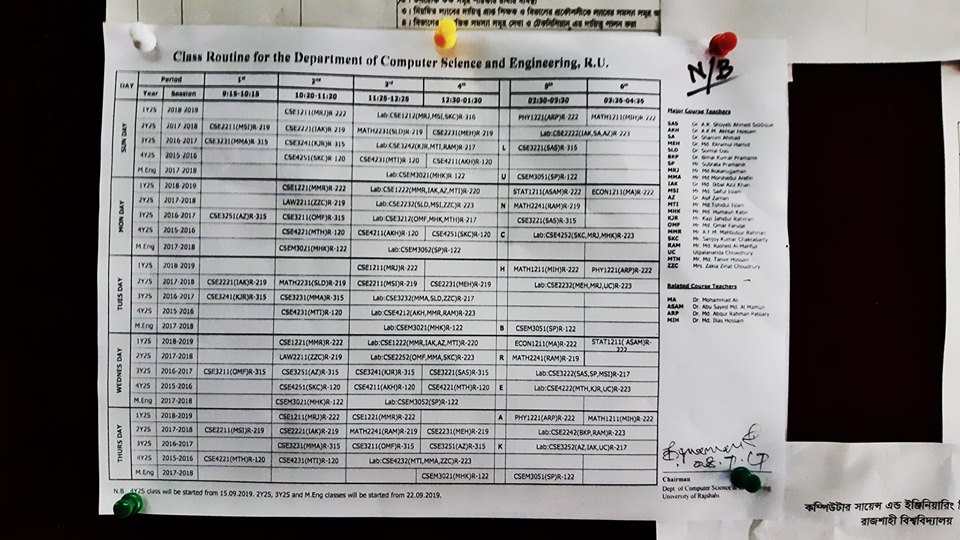 ৪। বিভাগের
Class Routine for the Department of Computer Science and Engineering, R.U.
N/B
DAY Period 1st 2nd 3rd 4th 5th 6th
Year Session 9:15-10:15 10:20-11:20 11:25-12:25 12:30-01:30 02:30-03:30 03:35-04:35
SUN DAY
1Y2S 2018-2019 CSE1211(MRJ)R-222 Lab:CSE1212(MRJ,MSI,SKC)R-316 PHY1221(ARP)R-222 MATH1211(MIH)R-222
2Y2S 2017-2018 CSE2211(MSI)R-219 CSE2221(IAK)R-219 MATH2231(SLD)R-219 CSE2231(MEH)R-219 Lab:CSE2222(IAK,SA,AZ)R-223
3Y2S 2016-2017 CSE3231(MMA)R-315 CSE3241(KJR)R-315 Lab:CSE3242(KJR,MTI,RAM)R-217 L CSE3221(SAS)R-315
4Y2S 2015-2016 CSE4251(SKC)R-120 CSE4231(MTI)R-120 CSE4211(AKH)R-120
M.Eng 2017-2018 Lab:CSEM3021(MHK)R-122 U CSEM3051(SP)R-122
MON DAY
1Y2S 2018-2019 CSE1221(MMR)R-222 Lab:CSE1222(MMR,IAK,AZ,MTI)R-220 STAT1211(ASAM)R-222 ECON1211(MA)R-222
2Y2S 2017-2018 LAW2211(ZZC)R-219 Lab:CSE2232(SLD,MSI,ZZC)R-223 N MATH2241(RAM)R-219
3Y2S 2016-2017 CSE3251(AZ)R-315 CSE3211(OMF)R-315 Lab:CSE3212(OMF,MHK,MTH)R-217 CSE3221(SAS)R-315
4Y2S 2015-2016 CSE4221(MTH)R-120 CSE4211(AKH)R-120 CSE4251(SKC)R-120 C Lab:CSE4252(SKC,MRJ,MHK)R-223
M.Eng 2017-2018 CSEM3021(MHK)R-122 Lab:CSEM3052(SP)R-122
TUES DAY
1Y2S 2018-2019 CSE1211(MRJ)R-222 H MATH1211(MIH)R-222 PHY1221(ARP)R-222
2Y2S 2017-2018 CSE2221(IAK)R-219 MATH2231(SLD)R-219 CSE2211(MSI)R-219 CSE2231(MEH)R-219 Lab:CSE2232(MEH,MRJ,UC)R-223
3Y2S 2016-2017 CSE3241(KJR)R-315 CSE3231(MMA)R-315 Lab:CSE3232(MMA,SLD,ZZC)R-217
4Y2S 2015-2016 CSE4231(MTI)R-120 Lab:CSE4212(AKH,MMR,RAM)R-223
M.Eng 2017-2018 Lab:CSEM3021(MHK)R-122 B CSEM3051(SP)R-122
WEDNES DAY
1Y2S 2018-2019 CSE1221(MMR)R-222 Lab:CSE1222(MMR,IAK,AZ,MTI)R-220 ECON1211(MA)R-222 STAT1211(ASAM)R-222
2Y2S 2017-2018 LAW2211(ZZC)R-219 Lab:CSE2252(OMF,MMA,SKC)R-223 R MATH2241(RAM)R-219
3Y2S 2016-2017 CSE3211(OMF)R-315 CSE3251(AZ)R-315 CSE3241(KJR)R-315 CSE3221(SAS)R-315 Lab:CSE3222(SAS,SP,MSI)R-217
4Y2S 2015-2016 CSE4251(SKC)R-120 CSE4211(AKH)R-120 CSE4221(MTH)R-120 E Lab:CSE4222(MTH,KJR,UC)R-223
M.Eng 2017-2018 CSEM3021(MHK)R-122 Lab:CSEM3052(SP)R-122
THURS DAY
1Y2S 2018-2019 CSE1211(MRJ)R-222 CSE1221(MMR)R-222 A PHY1221(ARP)R-222 MATH1211(MIH)R-222
2Y2S 2017-2018 CSE2211(MSI)R-219 CSE2221(IAK)R-219 MATH2241(RAM)R-219 CSE2231(MEH)R-219 Lab:CSE2242(BKP,RAM)R-223
3Y2S 2016-2017 CSE3231(MMA)R-315 CSE3211(OMF)R-315 CSE3251(AZ)R-315 K Lab:CSE3252(AZ,IAK,UC)R-217
4Y2S 2015-2016 CSE4221(MTH)R-120 CSE4231(MTI)R-120 Lab:CSE4232(MTI,MMA,ZZC)R-223
M.Eng 2017-2018 CSEM3021(MHK)R-122 CSEM3051(SP)R-122
N.B. 4Y2S class will be started from 15.09.2019. 2Y2S, 3Y2S and M.Eng classes will be started from 22.09.2019.
Major Course Teachers
SAS Dr. A.R. Shoyeb Ahmed Siddique
AKH Dr. A.K.M. Akhtar Hossain
SA Dr. Shamim Ahmad
MEH Dr. Md. Ekramul Hamid
SLD Dr. Somlal Das
BKP Dr. Bimal Kumar Pramanik
SP Mr. Subrata Pramanik
MRJ Mr. Md.Rokanujjaman
MMA Mr. Md. Morshedul Arefin
IAK Dr. Md. Iqbal Aziz Khan
MSI Mr. Md. Saiful Islam
AZ Dr. Asif Zaman
MTI Mr. Md.Tohidul Islam
MHK Mr. Md. Humaun Kabir
KJR Mr. Kazi Jahidur Rahman
OMF Mr. Md. Omar Faruqe
MMR Mr. A.F.M. Mahbubur Rahman
SKC Mr. Sanjoy Kumar Chakrabarty
RAM Mr. Md. Rashed Al-Mahfuz
UC Utpalananda Chowdhury
MTH Mr. Md. Tanvir Hossain
ZZC Mrs. Zakia Zinat Choudhury
Related Course Teachers
MA Dr. Mohammad Ali
ASAM Dr. Abu Sayed Md. Al Mamun
ARP Dr. Md. Abdur Rahman Patoary
MIH Dr. Md. Ilias Hossain
Chairman
Dept. of Computer Science &
University of Rajshahi
কম্পিউটার সায়েন্স এন্ড ইঞ্জিনিয়ারিং
রাজশাহী বিশ্ববিদ্যালয়